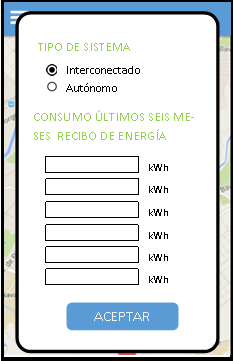 TIPO DE SISTEMA
Interconectado
Autónomo
CONSUMO ÚLTIMOS SEIS ME-
SES RECIBO DE ENERGÍA
kWh
kWh
kWh
kWh
kWh
kWh
ACEPTAR